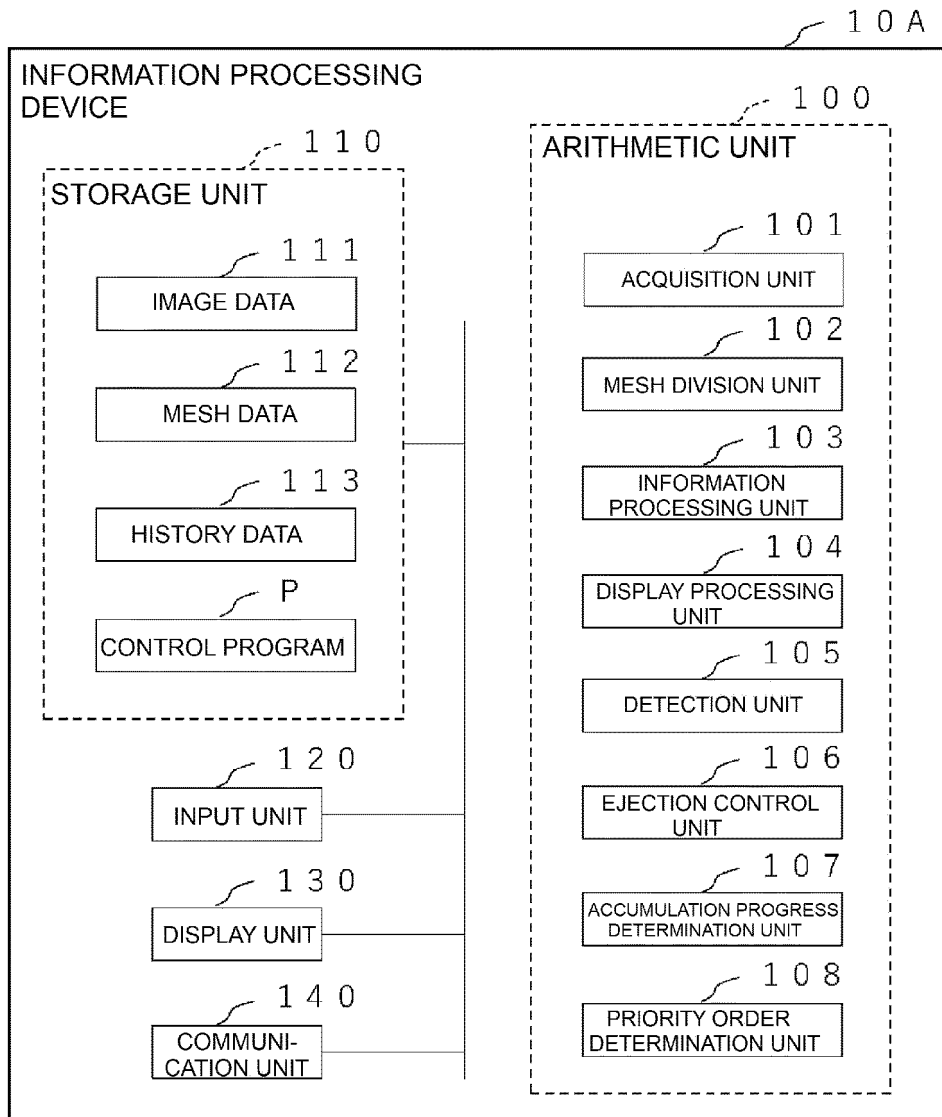 10A
INFORMATION PROCESSING
DEVICE
110
STORAGE UNIT
111
IMAGE DATA
112
MESH DATA
113
HISTORY DATA
P
CONTROL PROGRAM
120
INPUT UNIT
130
DISPLAY UNIT
140
COMMUNI-
CATION UNIT
100
ARITHMETIC UNIT
101
ACQUISITION UNIT
102
MESH DIVISION UNIT
103
INFORMATION
PROCESSING UNIT
104
DISPLAY PROCESSING
UNIT
105
DETECTION UNIT
106
EJECTION CONTROL
UNIT
107
ACCUMULATION PROGRESS
DETERMINATION UNIT
108
PRIORITY ORDER
DETERMINATION UNIT